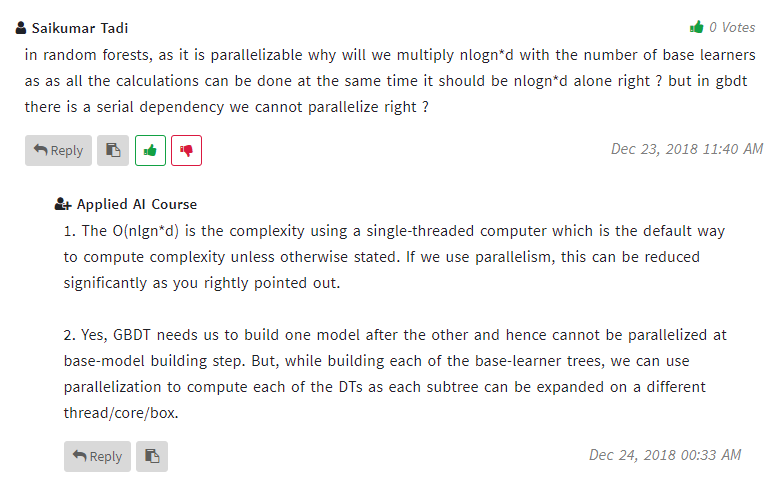 Saikumar Tadi
0 Votes
in random forests, as it is parallelizable why will we multiply nlogn*d with the number of base learners
as as all the calculations can be done at the same time it should be nlogn*d alone right ? but in gbdt
there is a serial dependency we cannot parallelize right ?
Reply
Dec 23, 2018 11:40 AM
Applied AI Course
1. The O(nlgn*d) is the complexity using a single-threaded computer which is the default way
to compute complexity unless otherwise stated. If we use parallelism, this can be reduced
significantly as you rightly pointed out.
2. Yes, GBDT needs us to build one model after the other and hence cannot be parallelized at
base-model building step. But, while building each of the base-learner trees, we can use
parallelization to compute each of the DTs as each subtree can be expanded on a different
thread/core/box.
Reply
Dec 24, 2018 00:33 AM